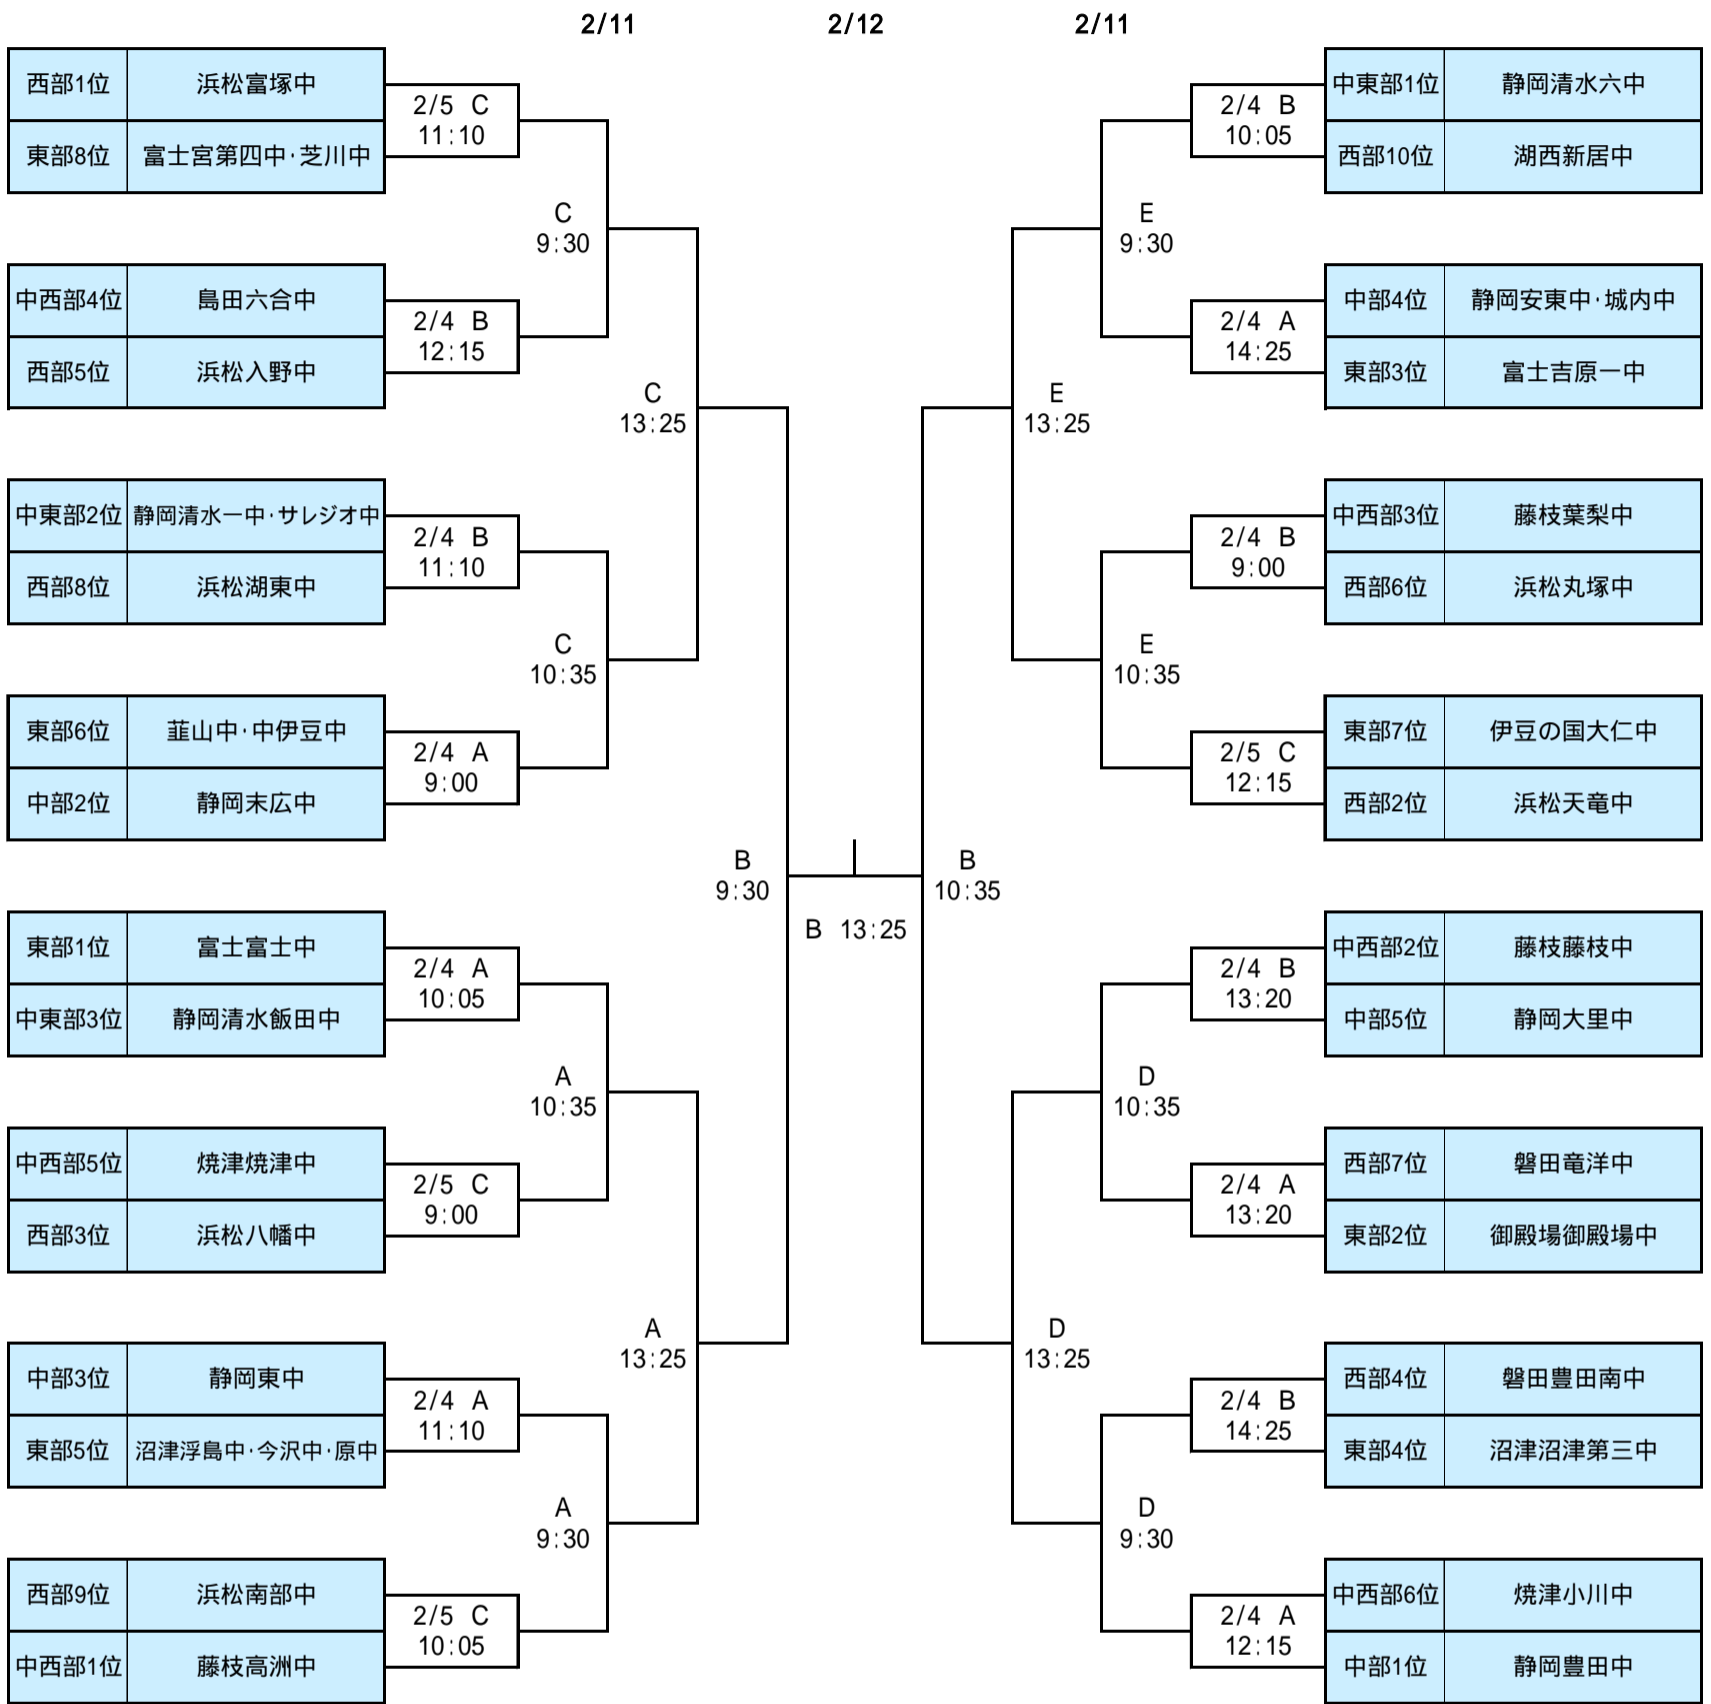 2/11 2/12 2/11
西部1位 浜松富塚中
2/5 C
11:10
東部8位 富士宮第四中·芝川中
C
9:30
中西部4位 島田六合中
2/4 B
12:15
西部5位 浜松入野中
C
13:25
中東部2位 静岡清水一中·サレジオ中
2/4 B
11:10
西部8位 浜松湖東中
C
10:35
東部6位 韮山中·中伊豆中
2/4 A
9:00
中部2位 静岡末広中
B
9:30
東部1位 富士富士中
2/4 A
10:05
中東部3位 静岡清水飯田中
A
10:35
中西部5位 焼津焼津中
2/5 C
9:00
西部3位 浜松八幡中
A
13:25
中部3位 静岡東中
2/4 A
11:10
東部5位 沼津浮島中·今沢中·原中
A
9:30
西部9位 浜松南部中
2/5 C
10:05
中西部1位 藤枝高洲中
B 13:25
中東部1位 静岡清水六中
2/4 B
10:05
西部10位 湖西新居中
E
9:30
中部4位 静岡安東中·城内中
2/4 A
14:25
東部3位 富士吉原一中
E
13:25
中西部3位 藤枝葉梨中
2/4 B
9:00
西部6位 浜松丸塚中
E
10:35
東部7位 伊豆の国大仁中
2/5 C
12:15
西部2位 浜松天竜中
B
10:35
中西部2位 藤枝藤枝中
2/4 B
13:20
中部5位 静岡大里中
D
10:35
西部7位 磐田竜洋中
2/4 A
13:20
東部2位 御殿場御殿場中
D
13:25
西部4位 磐田豊田南中
2/4 B
14:25
東部4位 沼津沼津第三中
D
9:30
中西部6位 焼津小川中
2/4 A
12:15
中部1位 静岡豊田中